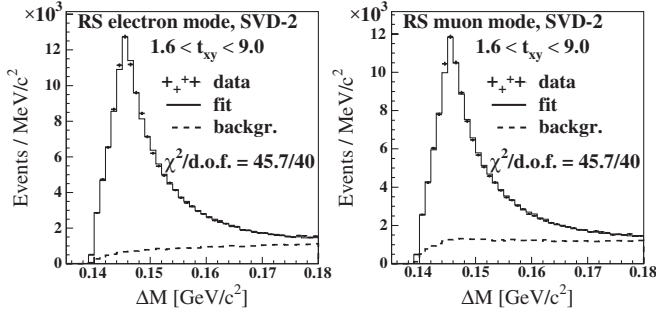 ×10³
RS electron mode, SVD-2
1.6 < t_xy < 9.0
data
fit
backgr.
χ²/d.o.f. = 45.7/40
Events / MeV/c²
14
12
10
8
6
4
2
0
0.14 0.15 0.16 0.17 0.18
ΔM [GeV/c²]
×10³
RS muon mode, SVD-2
1.6 < t_xy < 9.0
data
fit
backgr.
χ²/d.o.f. = 45.7/40
Events / MeV/c²
12
10
8
6
4
2
0
0.14 0.15 0.16 0.17 0.18
ΔM [GeV/c²]